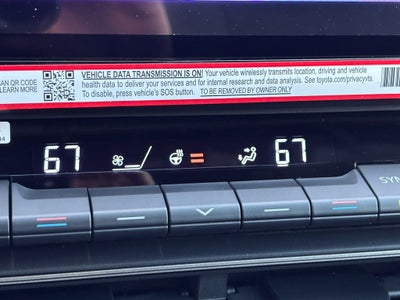 AN QR CODE
LEARN MORE
VEHICLE DATA TRANSMISSION IS ON! Your vehicle wirelessly transmits location, driving and vehicle
health data to deliver your services and for internal research and data analysis. See toyota.com/privacyvts.
To disable, press vehicle's SOS button. TO BE REMOVED BY OWNER ONLY
67
67
SYN